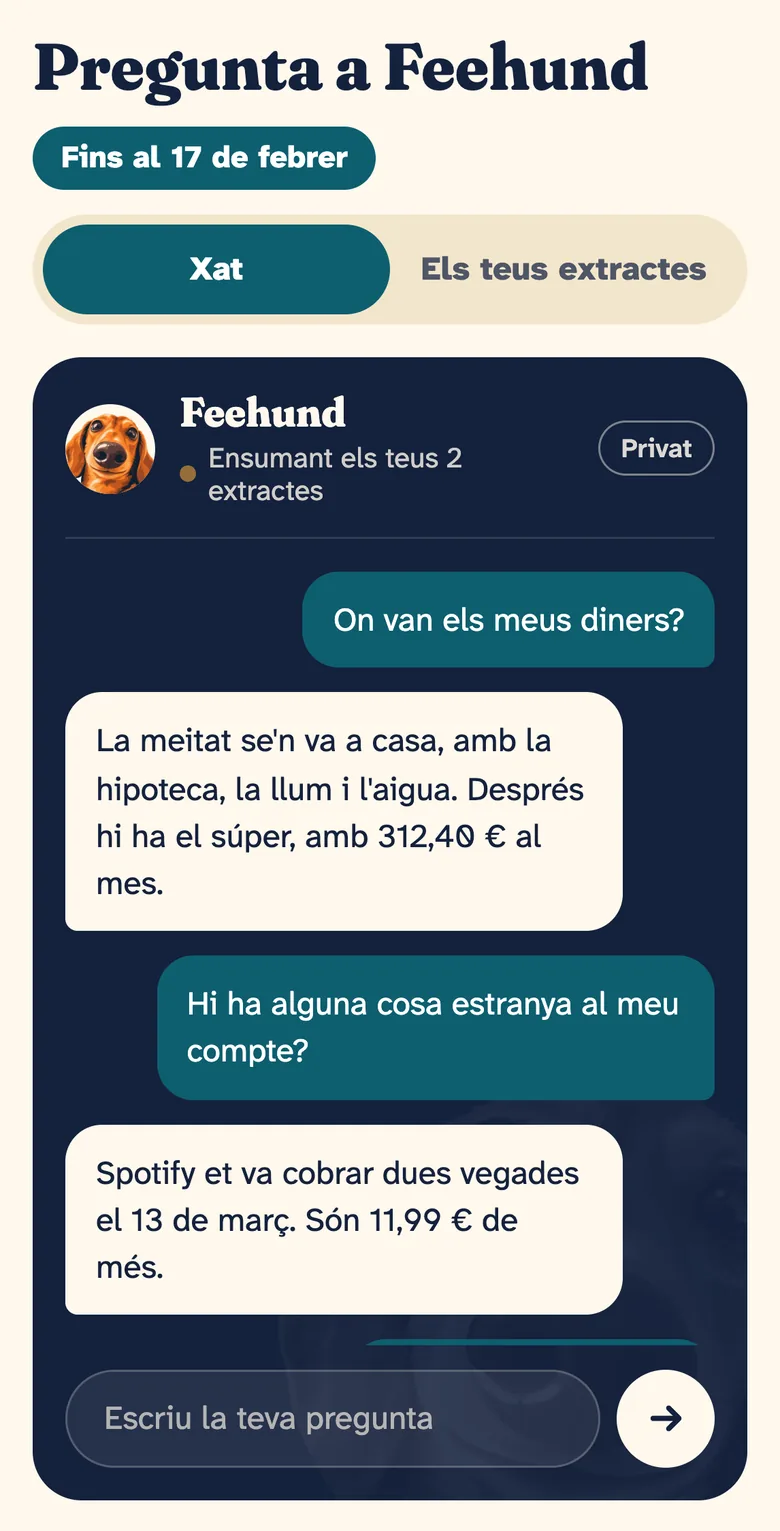 Pregunta a Feehund
Fins al 17 de febrer
Xat
Els teus extractes
Feehund
Ensumant els teus 2
extractes
Privat
On van els meus diners?
La meitat se'n va a casa, amb la
hipoteca, la llum i l'aigua. Després
hi ha el súper, amb 312,40 € al
mes.
Hi ha alguna cosa estranya al meu
compte?
Spotify et va cobrar dues vegades
el 13 de març. Són 11,99 € de
més.
Escriu la teva pregunta